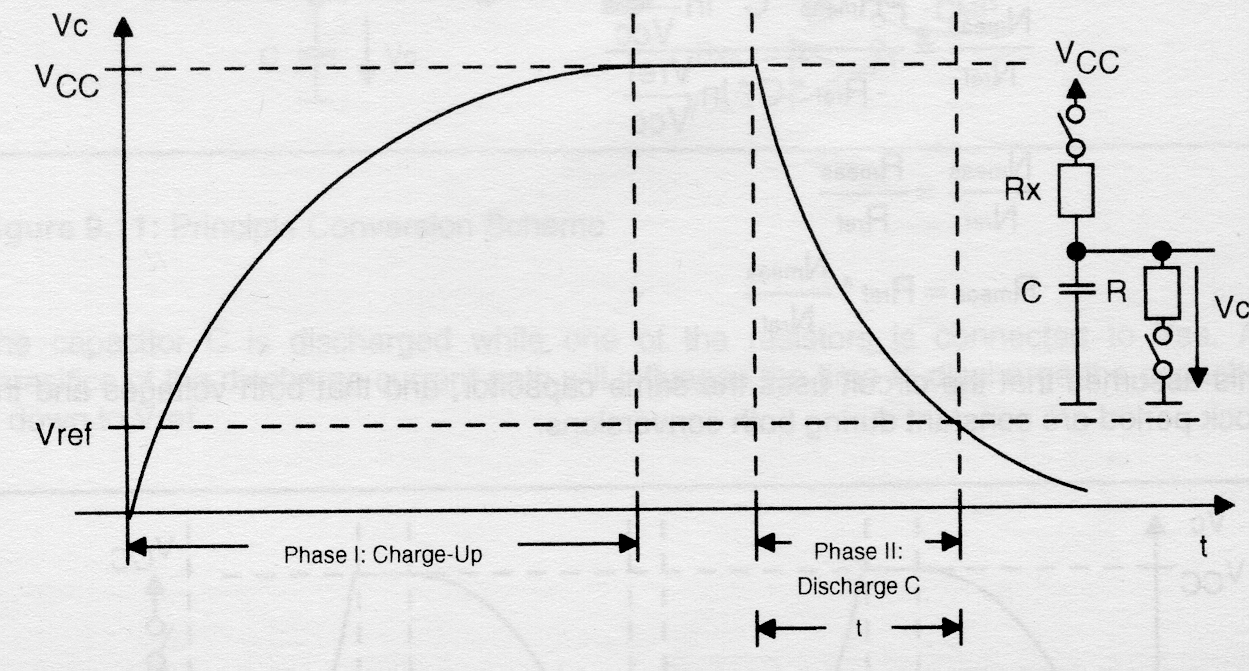 Vc
VCC
VCC
Rx
C
R
Vc
Vref
t
Phase I: Charge-Up
Phase II:
Discharge C
t